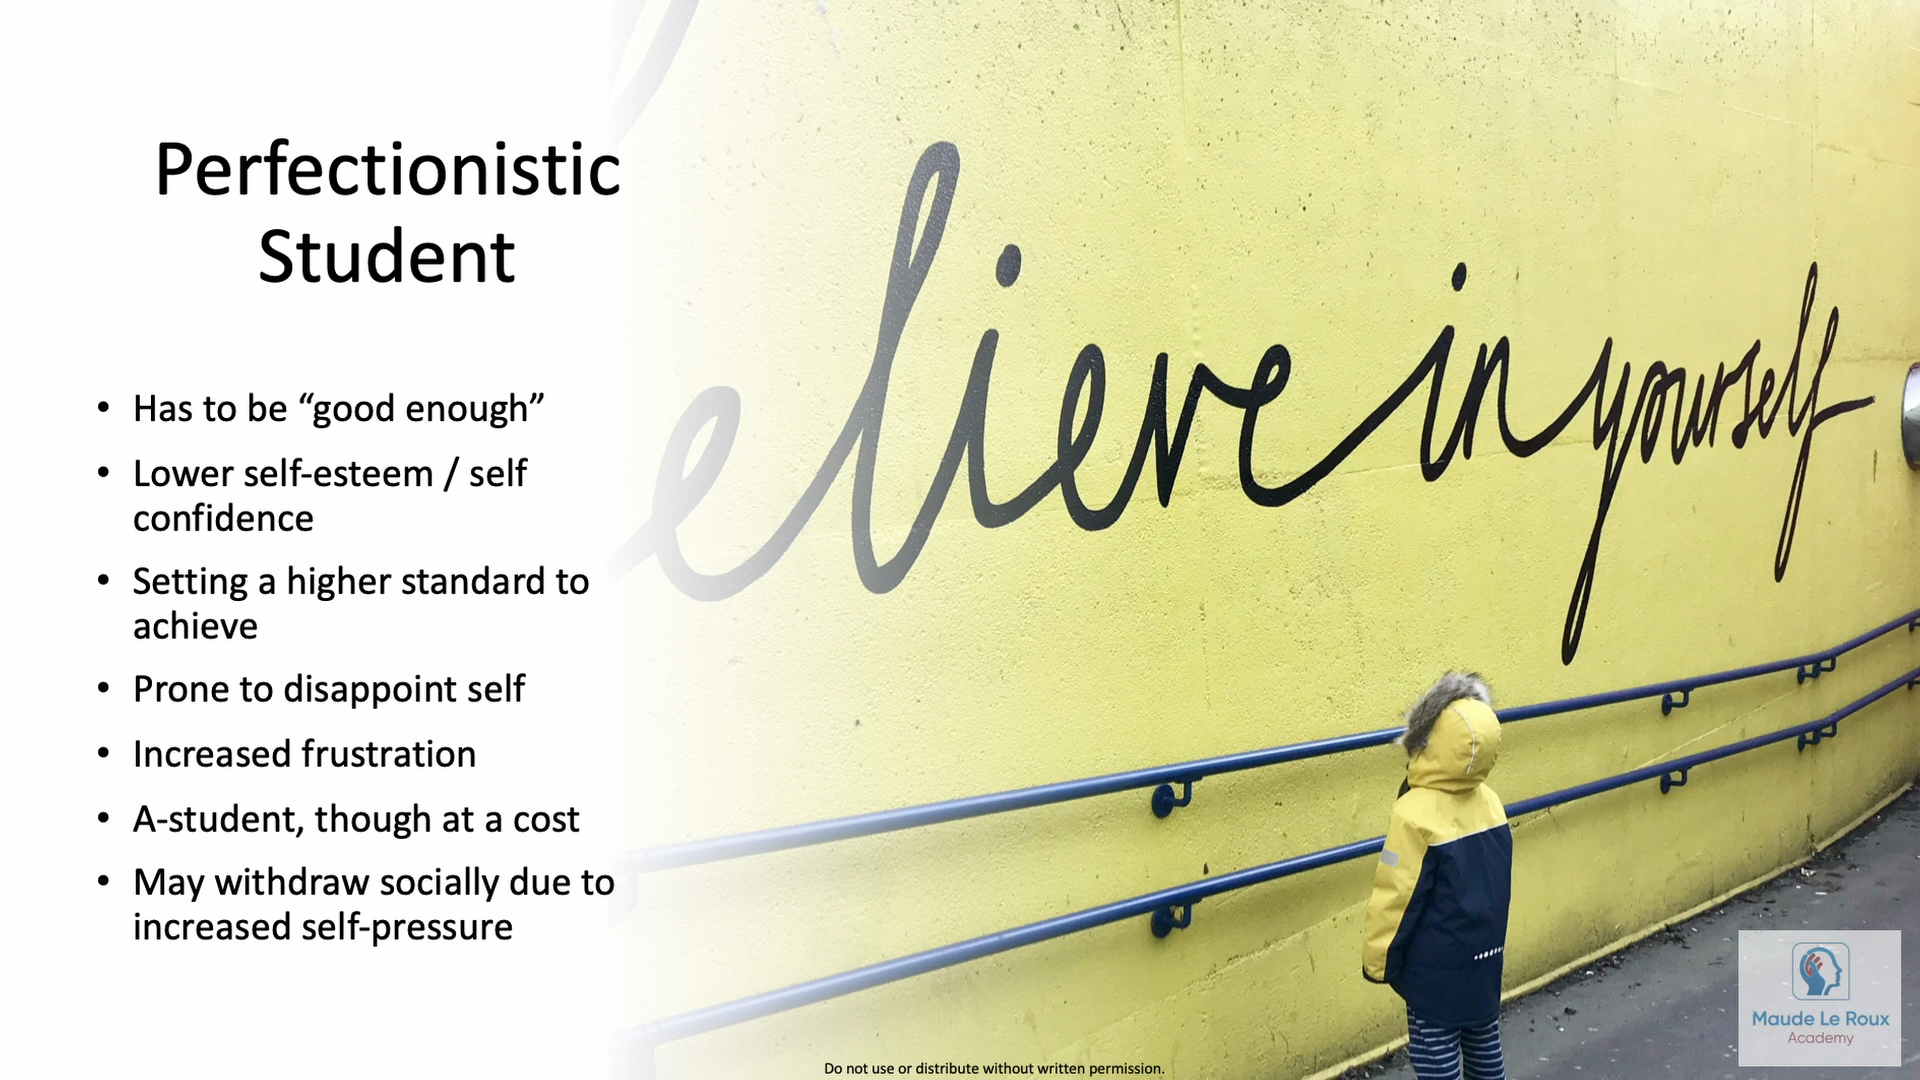 Perfectionistic
Student
• Has to be “good enough”
• Lower self-esteem / self
confidence
• Setting a higher standard to
achieve
• Prone to disappoint self
• Increased frustration
• A-student, though at a cost
• May withdraw socially due to
increased self-pressure
elieve in yourself
Maude Le Roux
Academy
Do not use or distribute without written permission.